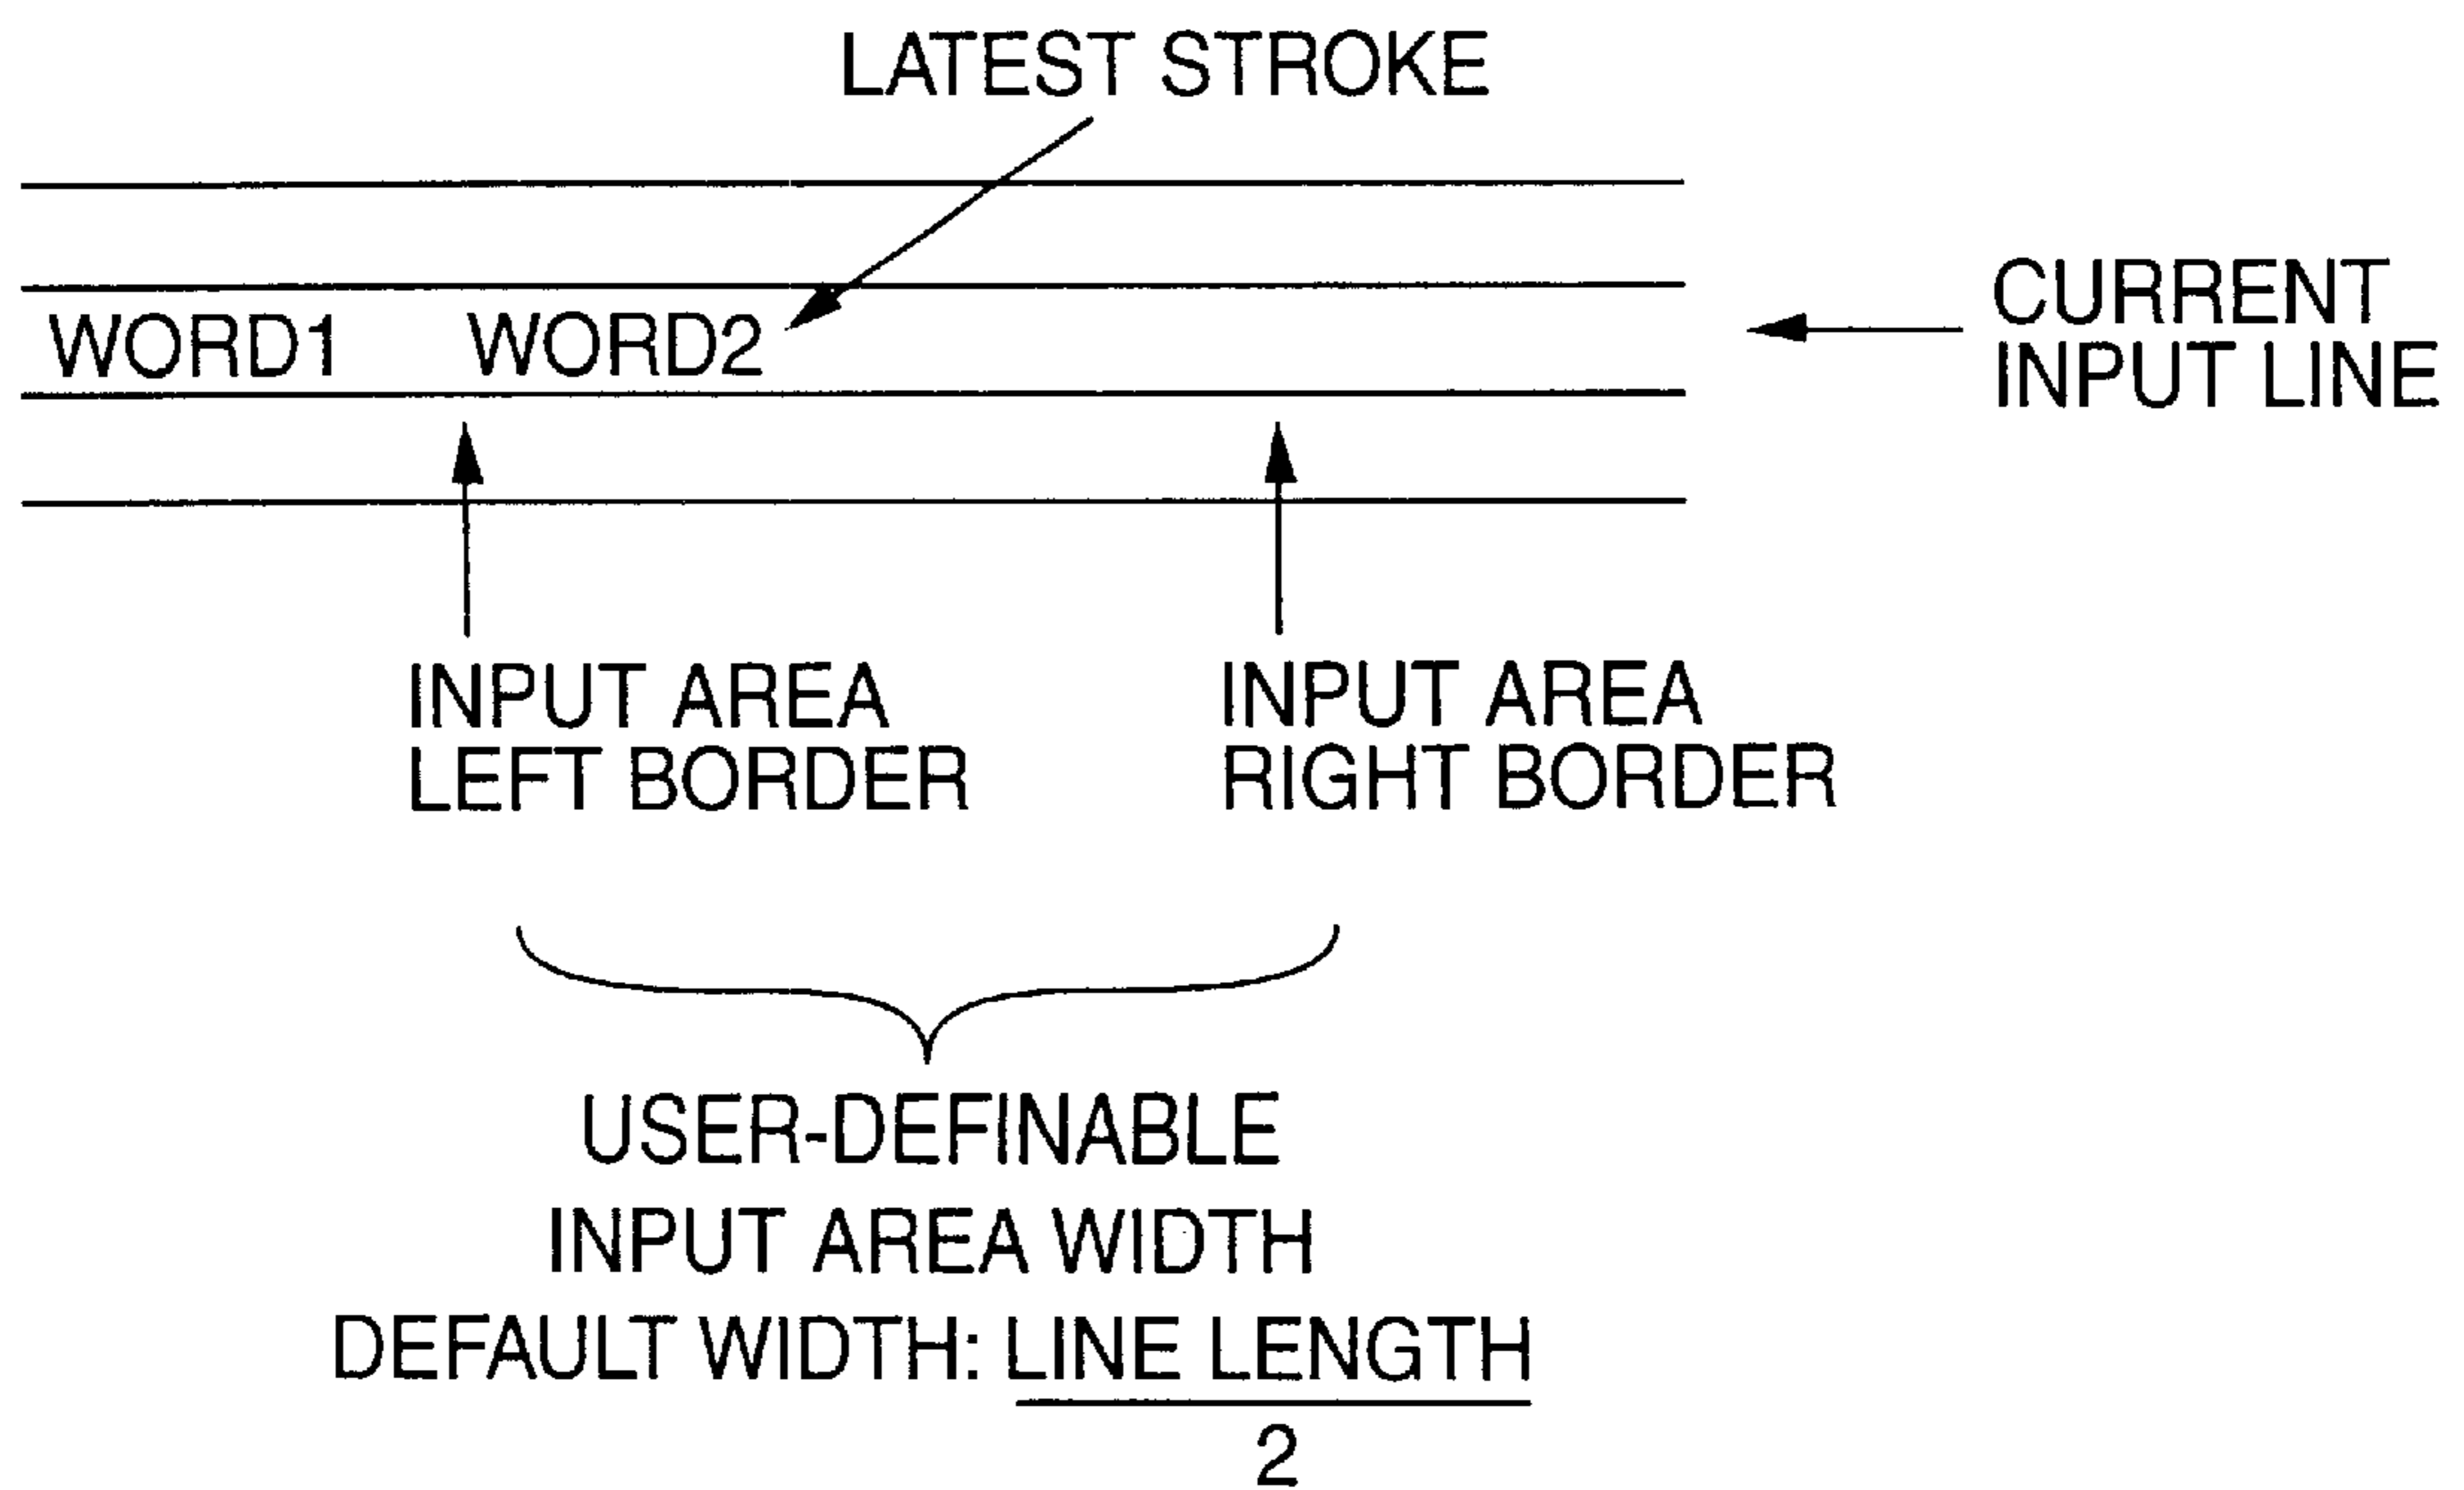 LATEST STROKE
CURRENT
INPUT LINE
WORD1 WORD2
INPUT AREA
LEFT BORDER
INPUT AREA
RIGHT BORDER
USER-DEFINABLE
INPUT AREA WIDTH
DEFAULT WIDTH: LINE LENGTH
2